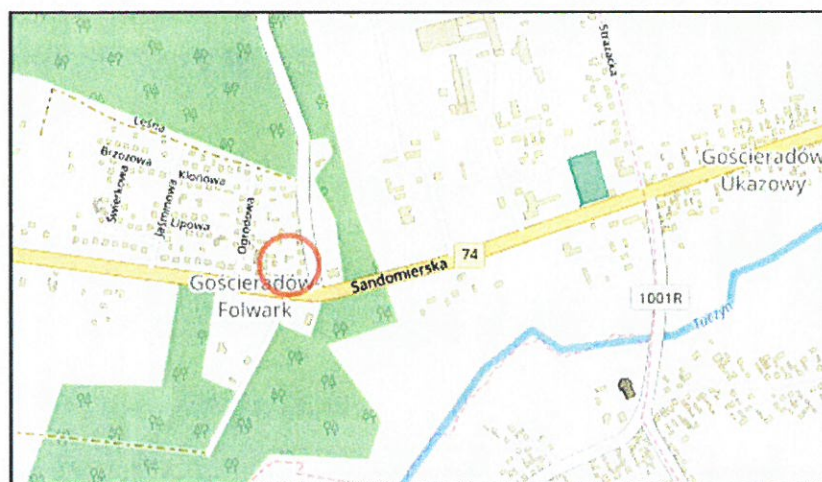 Strażacka
Leśna
Brzozowa
Klonowa
Świerkowa
Jaśminowa
Lipowa
Ogrodowa
Gościeradów
Ukazowy
74
Sandomierska
Gościeradów
Folwark
1001R
Tuczyn